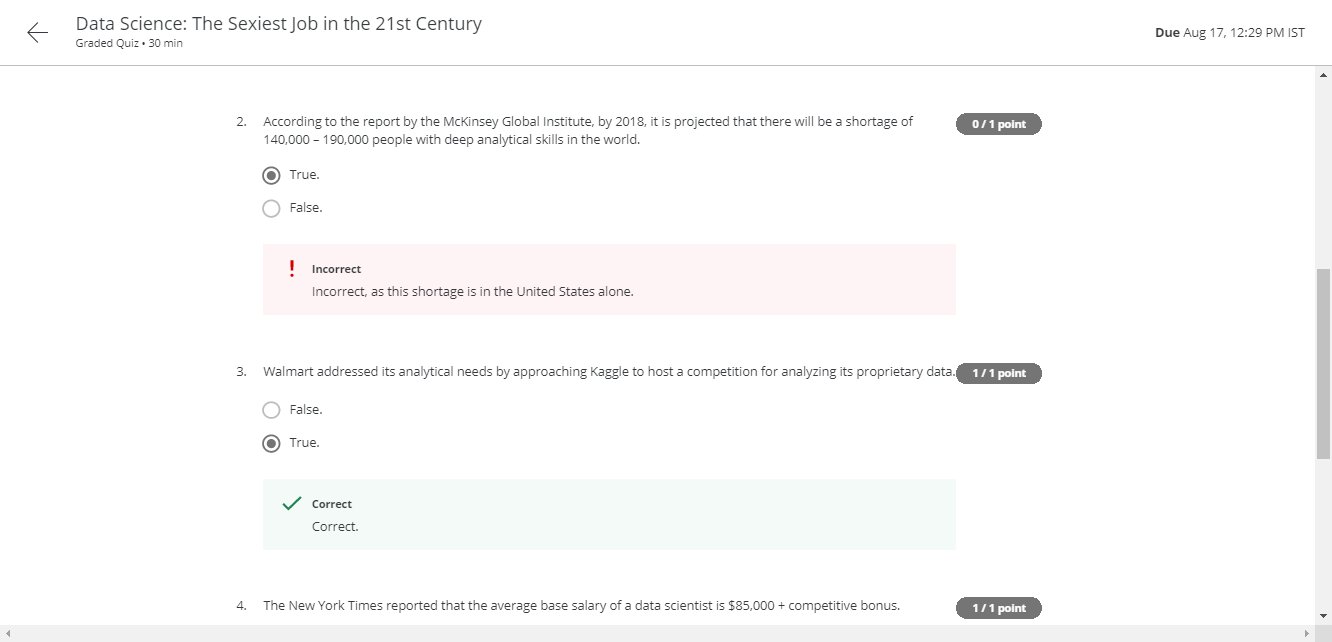 Data Science: The Sexiest Job in the 21st Century
Graded Quiz • 30 min
Due Aug 17, 12:29 PM IST
2. According to the report by the McKinsey Global Institute, by 2018, it is projected that there will be a shortage of
140,000 – 190,000 people with deep analytical skills in the world.
0 / 1 point
True.
False.
Incorrect
Incorrect, as this shortage is in the United States alone.
3. Walmart addressed its analytical needs by approaching Kaggle to host a competition for analyzing its proprietary data.
1 / 1 point
False.
True.
Correct
Correct.
4. The New York Times reported that the average base salary of a data scientist is $85,000 + competitive bonus.
1 / 1 point